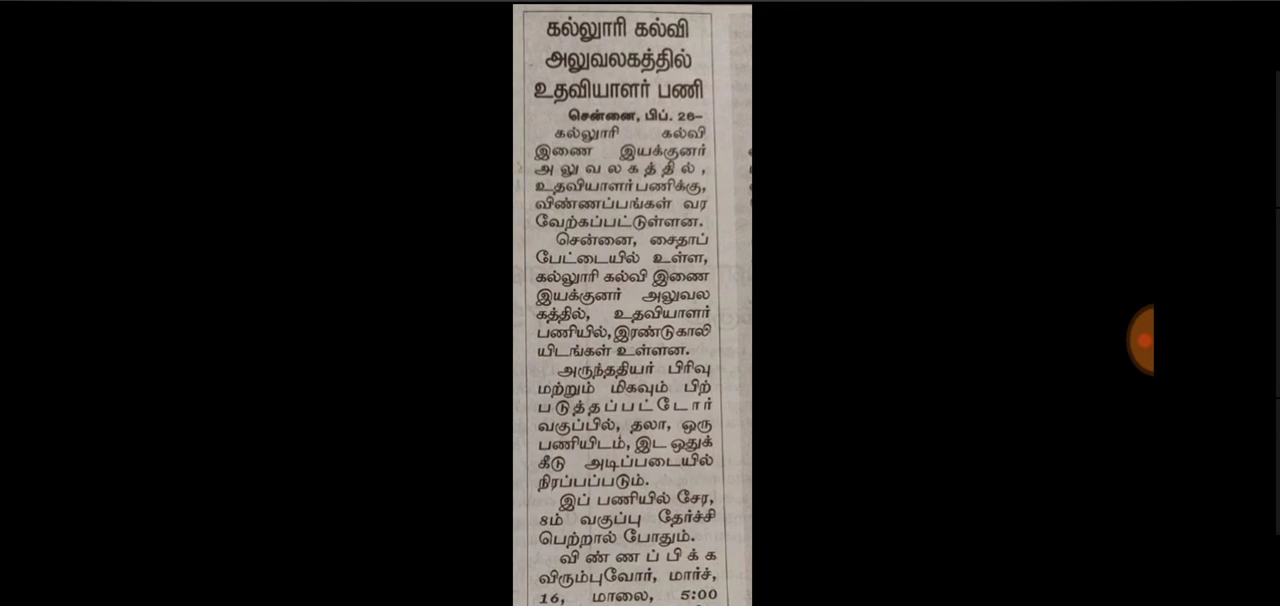 கல்லூரி கல்வி
அலுவலகத்தில்
உதவியாளர் பணி
சென்னை, பிப். 26–
கல்லூரி கல்வி
இணை இயக்குனர்
அலுவலகத்தில்,
உதவியாளர் பணிக்கு,
விண்ணப்பங்கள் வர
வேற்கப்பட்டுள்ளன.
சென்னை, சைதாப்
பேட்டையில் உள்ள,
கல்லூரி கல்வி இணை
இயக்குனர் அலுவல
கத்தில், உதவியாளர்
பணியில், இரண்டு காலி
யிடங்கள் உள்ளன.
அருந்ததியர் பிரிவு
மற்றும் மிகவும் பிற்
படுத்தப்பட்டோர்
வகுப்பில், தலா, ஒரு
பணியிடம், இட ஒதுக்
கீடு அடிப்படையில்
நிரப்பப்படும்.
இப் பணியில் சேர,
8ம் வகுப்பு தேர்ச்சி
பெற்றால் போதும்.
விண்ணப்பிக்க
விரும்புவோர், மார்ச்,
16, மாலை, 5:00